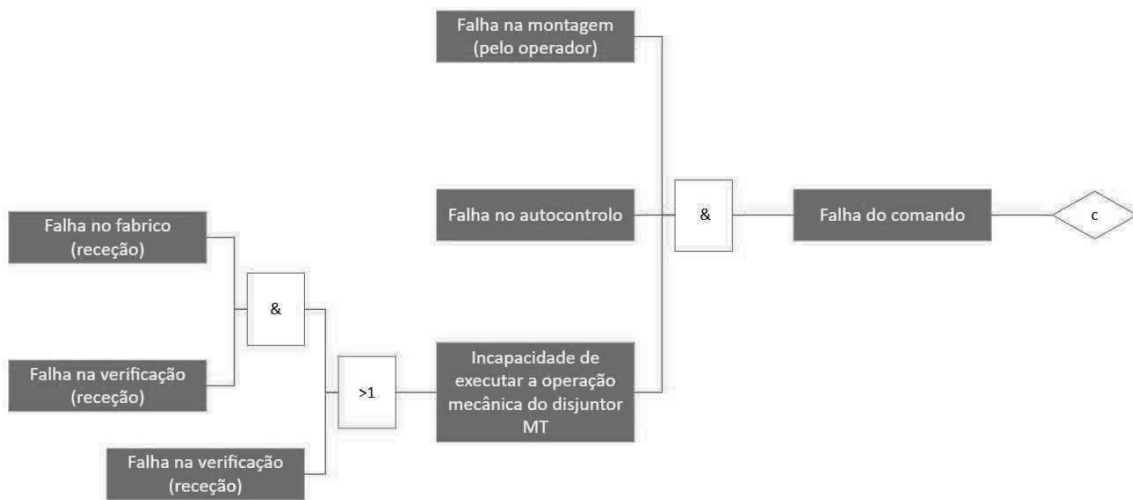 Falha na montagem
(pelo operador)
Falha no autocontrolo
&
Falha do comando
c
Falha no fabrico
(receção)
&
Falha na verificação
(receção)
>1
Incapacidade de
executar a operação
mecânica do disjuntor
MT
Falha na verificação
(receção)